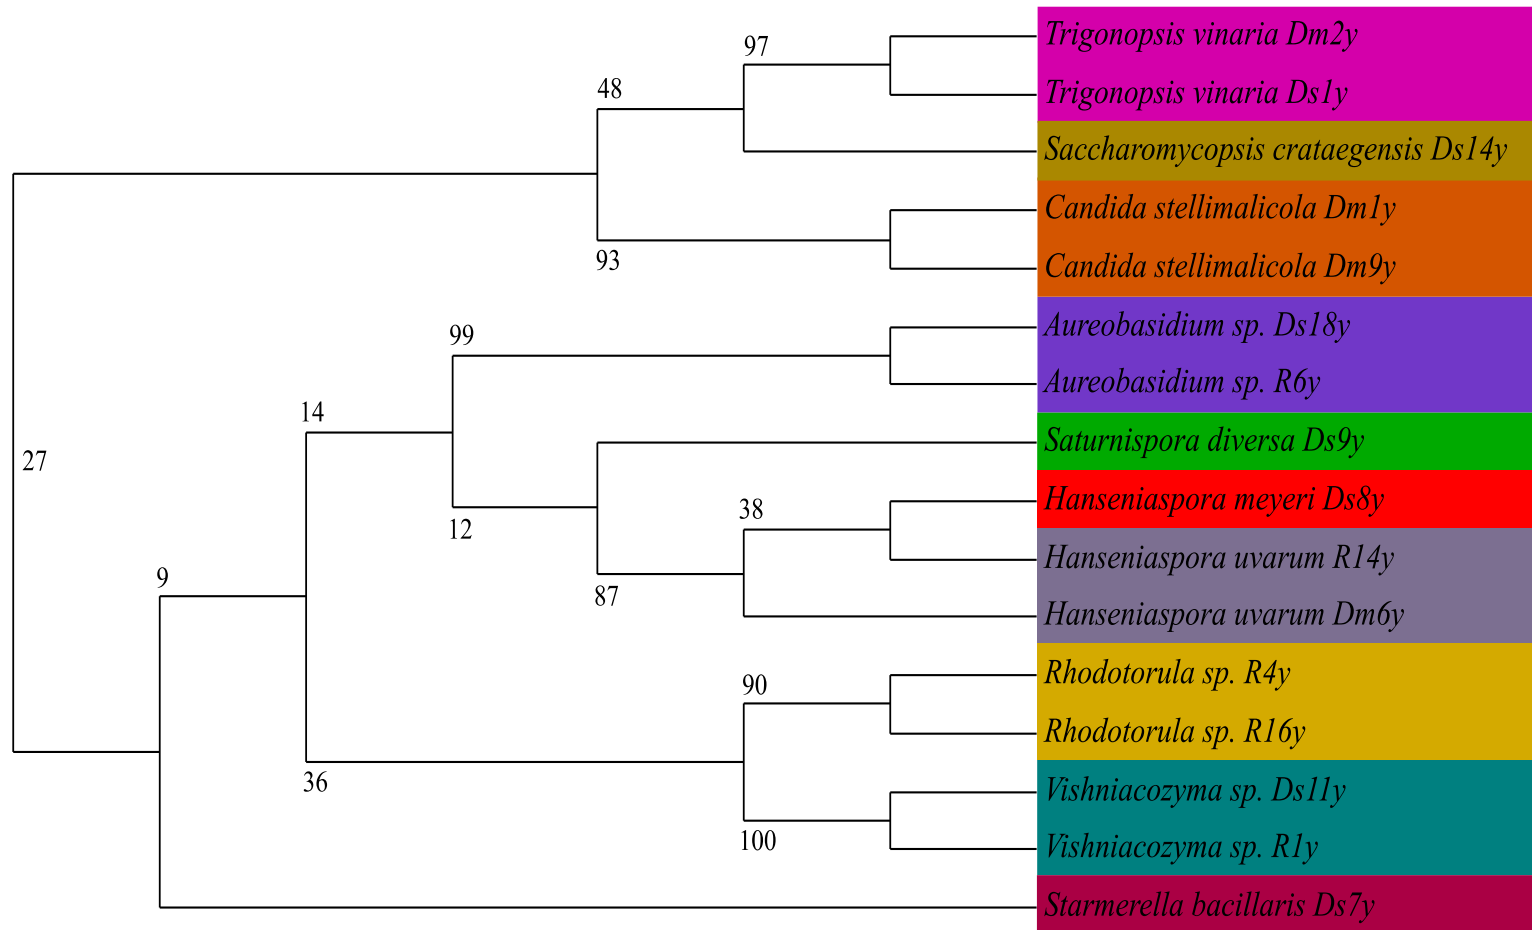 Trigonopsis vinaria Dm2y
97
48
Trigonopsis vinaria Ds1y
Saccharomycopsis crataegensis Ds14y
Candida stellimalicola Dm1y
93
Candida stellimalicola Dm9y
Aureobasidium sp. Ds18y
99
Aureobasidium sp. R6y
14
Saturnispora diversa Ds9y
27
Hanseniaspora meyeri Ds8y
38
12
Hanseniaspora uvarum R14y
9
87
Hanseniaspora uvarum Dm6y
Rhodotorula sp. R4y
90
Rhodotorula sp. R16y
36
Vishniacozyma sp. Ds11y
100
Vishniacozyma sp. R1y
Starmerella bacillaris Ds7y